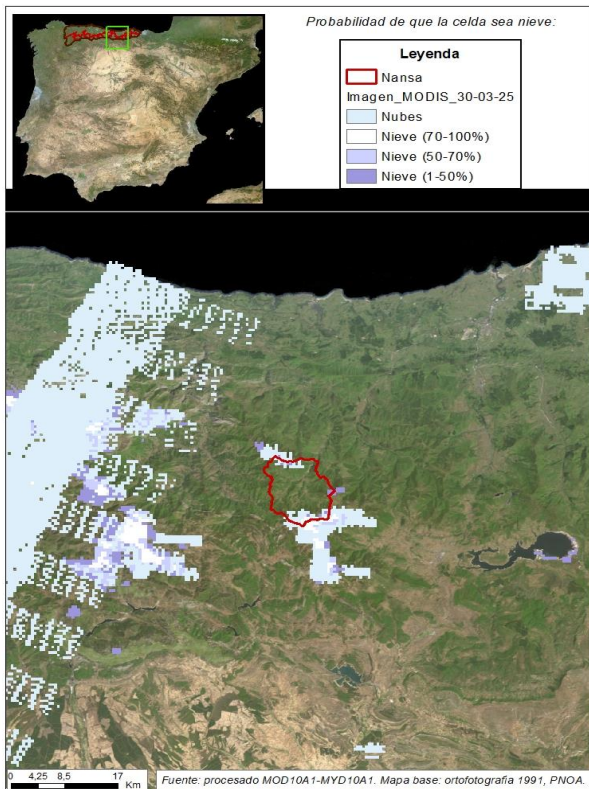 Probabilidad de que la celda sea nieve:
Leyenda
Nansa
Imagen_MODIS_30-03-25
Nubes
Nieve (70-100%)
Nieve (50-70%)
Nieve (1-50%)
0 4,25 8,5 17
Km
Fuente: procesado MOD10A1-MYD10A1. Mapa base: ortofotografia 1991, PNOA.